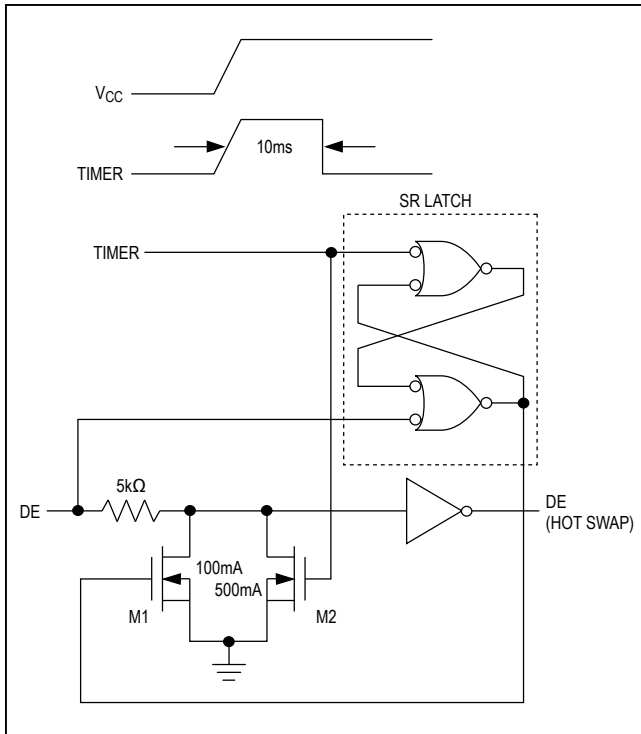 VCC
10ms
TIMER
SR LATCH
TIMER
5kΩ
DE
DE
(HOT SWAP)
100mA
500mA
M1
M2